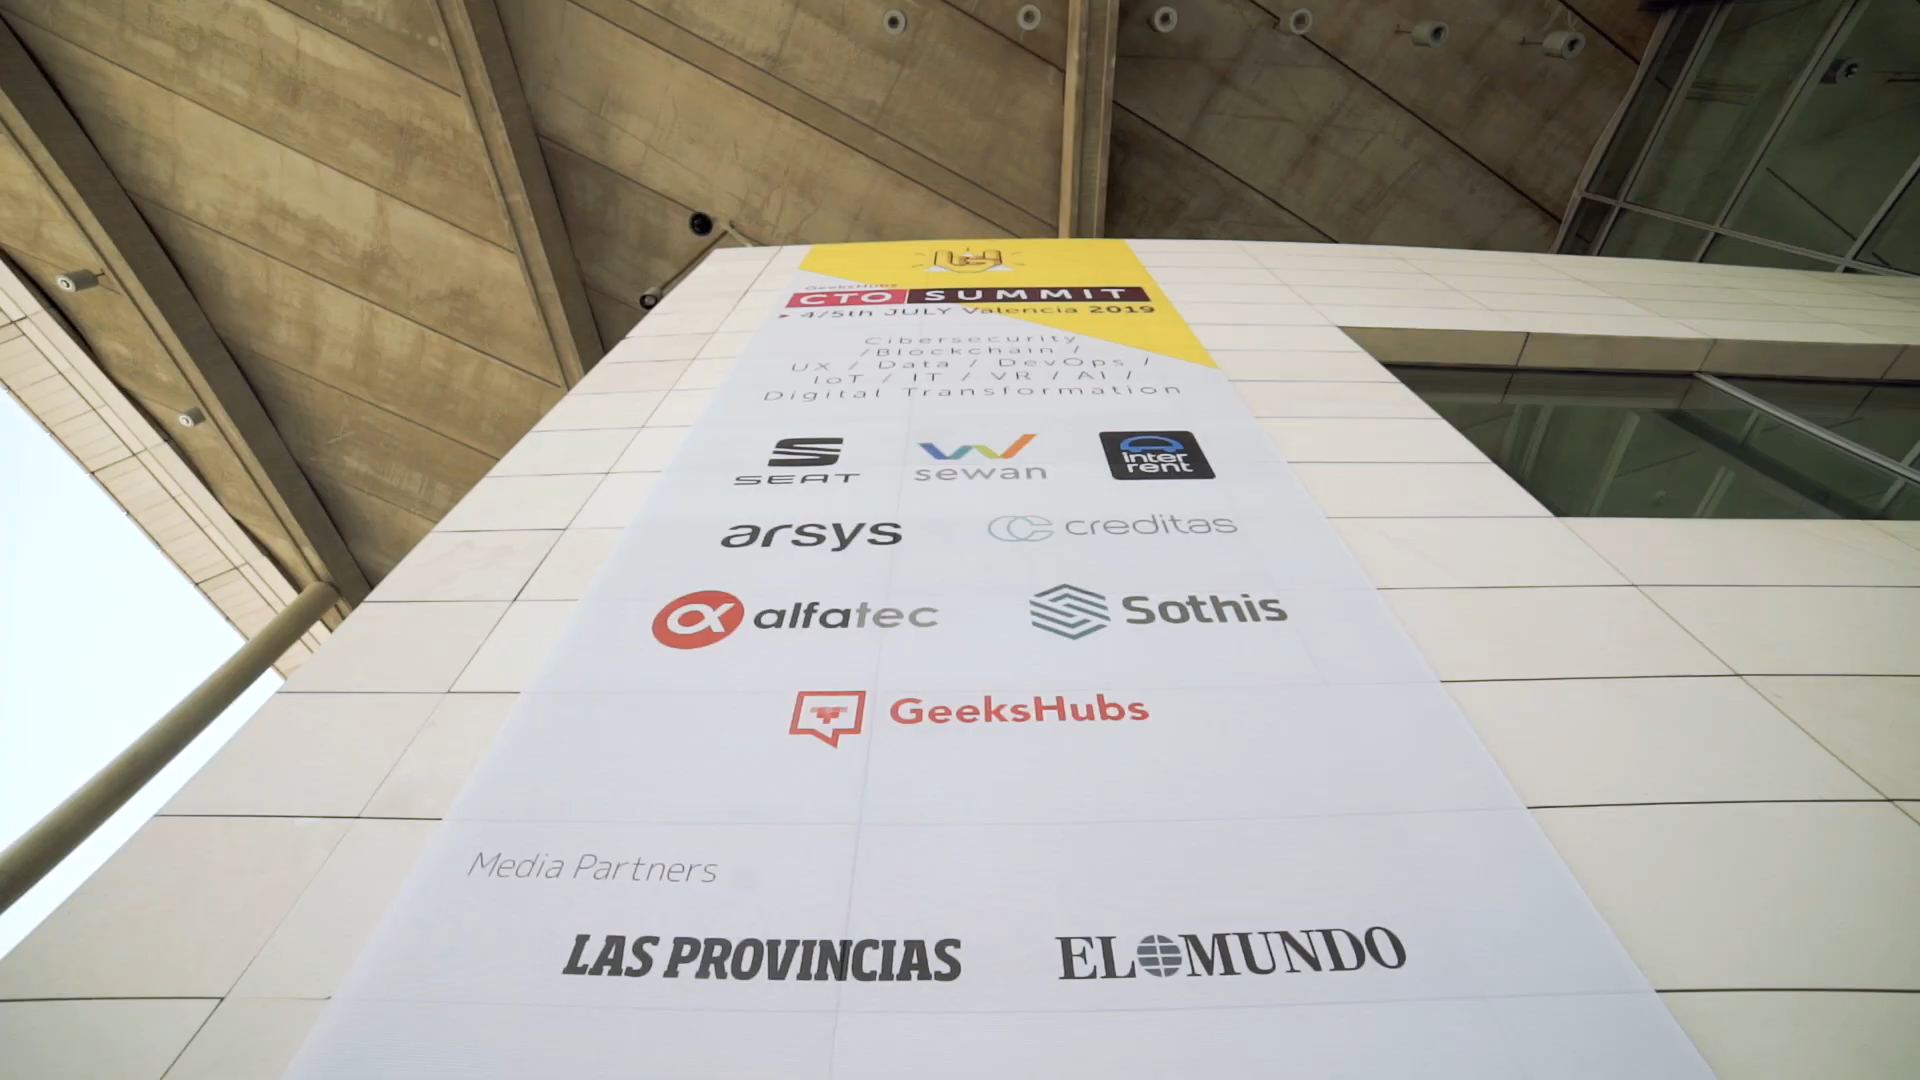 GeeksHubs
CTO SUMMIT
4/5th JULY Valencia 2019
Cibersecurity
/Blockchain /
UX / Data / DevOps /
IoT / IT / VR / AI /
Digital Transformation
SEAT
sewan
inter
rent
arsys
creditas
alfatec
Sothis
GeeksHubs
Media Partners
LAS PROVINCIAS
EL MUNDO